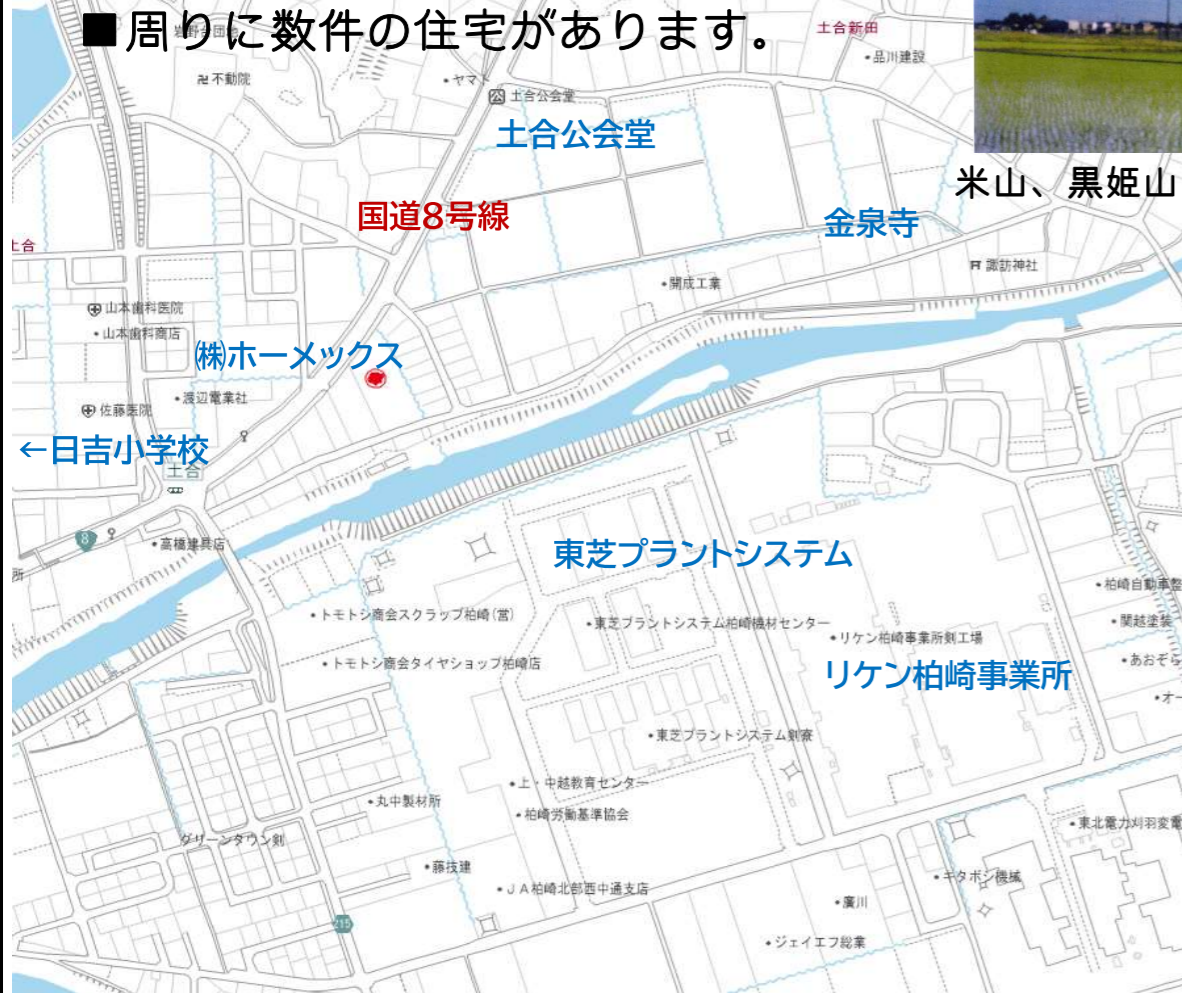 ■周りに数件の住宅があります。
土合新田
・品川建設
卍不動院
・ヤマト
公 土合公会堂
土合公会堂
米山、黒姫山
国道8号線
金泉寺
土合
諏訪神社
・開成工業
山本歯科医院
・山本歯科商店
㈱ホーメックス
・渡辺電業社
佐藤医院
←日吉小学校
土合
8
・高橋建具店
所
東芝プラントシステム
・トモトシ商会スクラップ柏崎(営)
・東芝プラントシステム柏崎機材センター
・リケン柏崎事業所剣工場
・柏崎自動車整
・関越塗装
・あおぞら
・オー
・トモトシ商会タイヤショップ柏崎店
リケン柏崎事業所
・東芝プラントシステム剣寮
・上・中越教育センター
・丸中製材所
・柏崎労働基準協会
グリーンタウン剣
・東北電力刈羽変電
・藤技建
・JA柏崎北部西中通支店
・キタボシ機械
・廣川
215
・ジェイエフ総業